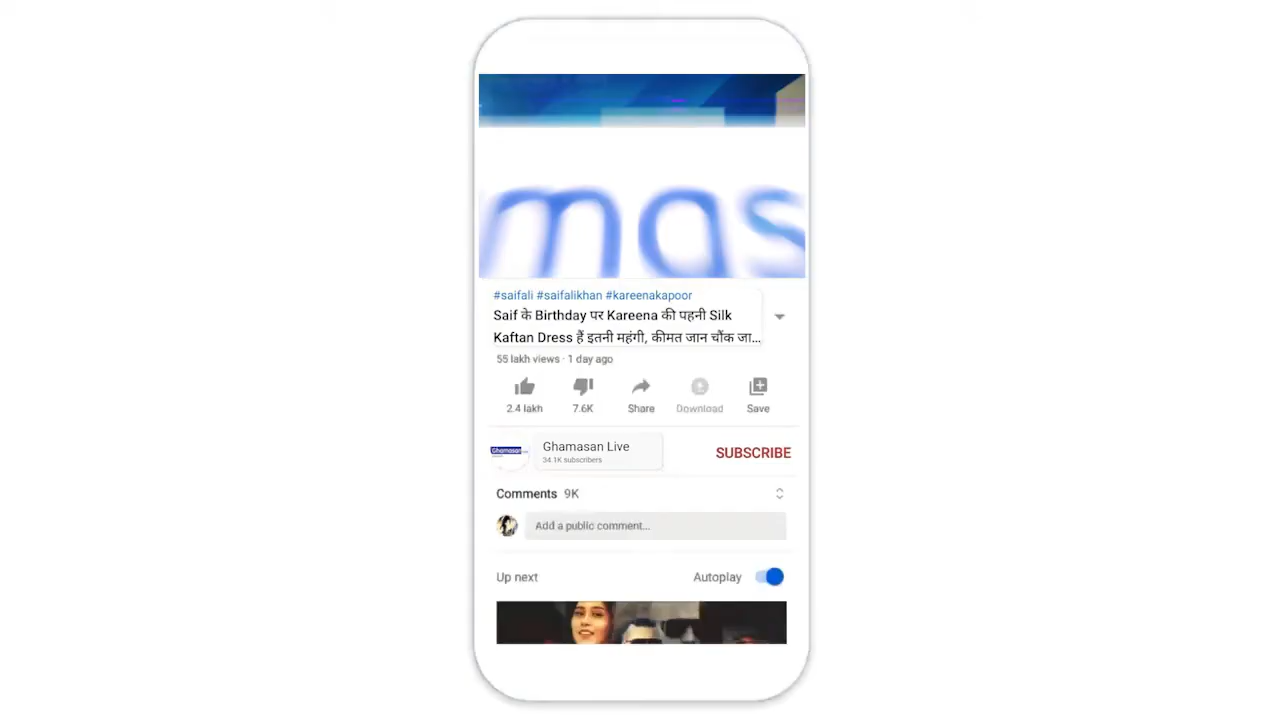 mas
#saifali #saifalikhan #kareenakapoor
Saif के Birthday पर Kareena की पहनी Silk
Kaftan Dress हैं इतनी महंगी, कीमत जान चौंक जा...
55 lakh views · 1 day ago
2.4 lakh 7.6K Share Download Save
Ghamasan
Ghamasan Live
34.1K subscribers
SUBSCRIBE
Comments 9K
Add a public comment...
Up next Autoplay